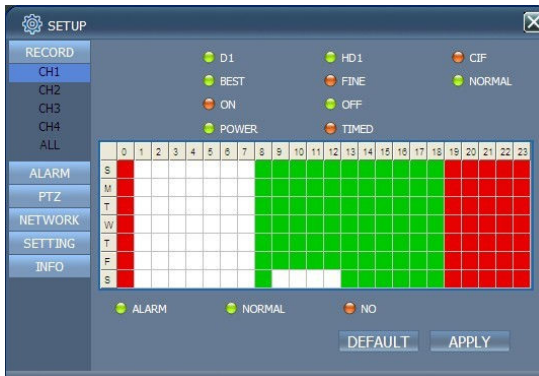 SETUP
RECORD
CH1
CH2
CH3
CH4
ALL
ALARM
PTZ
NETWORK
SETTING
INFO
D1 HD1 CIF
BEST FINE NORMAL
ON OFF
POWER TIMED
0 1 2 3 4 5 6 7 8 9 10 11 12 13 14 15 16 17 18 19 20 21 22 23
S
M
T
W
T
F
S
ALARM NORMAL NO
DEFAULT APPLY